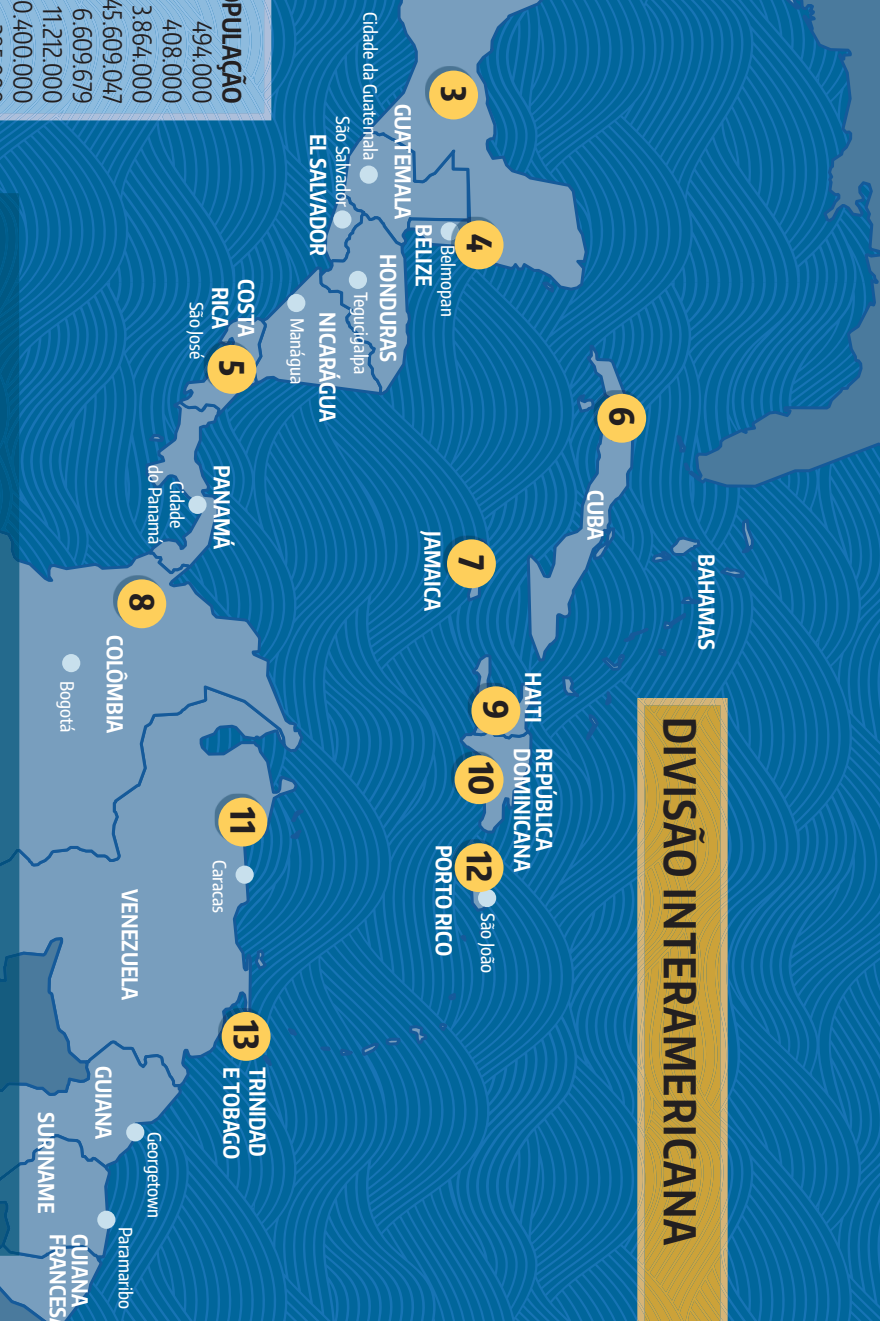 DIVISÃO INTERAMERICANA
BAHAMAS
6
CUBA
3
4
Belmopan
BELIZE
7
JAMAICA
HAITI
9
REPÚBLICA
DOMINICANA
10
12
São João
PORTO RICO
GUATEMALA
Cidade da Guatemala
HONDURAS
Tegucigalpa
São Salvador
EL SALVADOR
NICARÁGUA
Manágua
COSTA
RICA
São José
5
PANAMÁ
Cidade
do Panamá
8
COLÔMBIA
Bogotá
11
Caracas
VENEZUELA
13
TRINIDAD
E TOBAGO
GUIANA
Georgetown
SURINAME
Paramaribo
GUIANA
FRANCESA
OPULAÇÃO
494.000
408.000
3.864.000
45.609.047
6.609.679
11.212.000
0.400.000